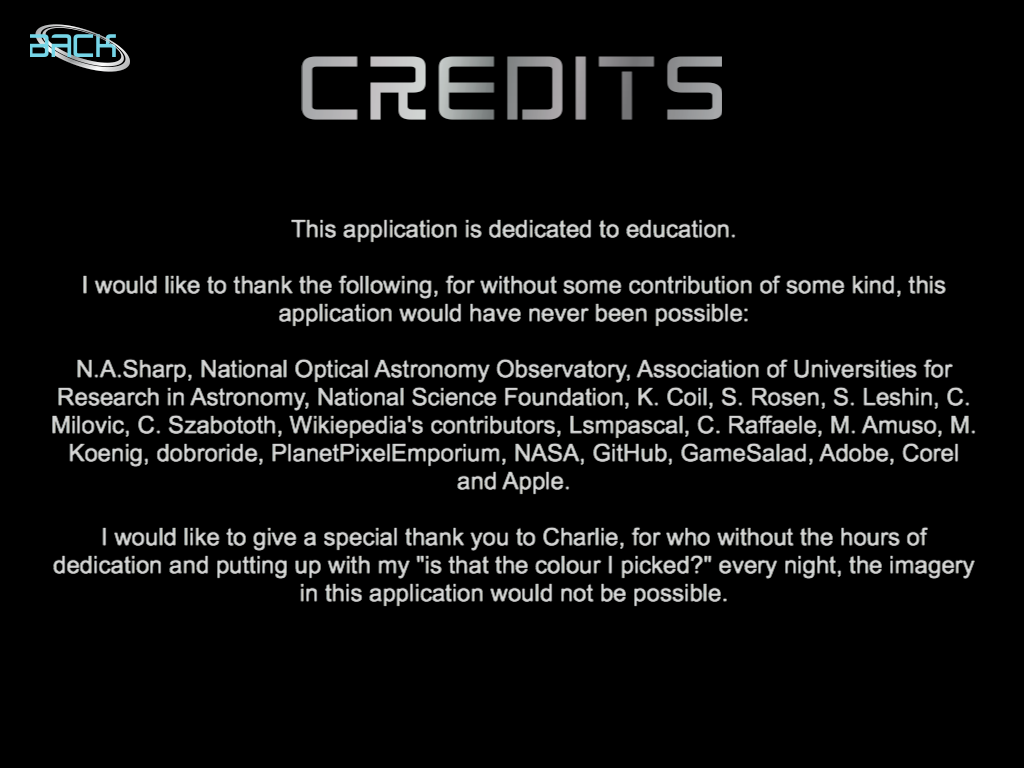 BACK
CREDITS
This application is dedicated to education.
I would like to thank the following, for without some contribution of some kind, this
application would have never been possible:
N.A.Sharp, National Optical Astronomy Observatory, Association of Universities for
Research in Astronomy, National Science Foundation, K. Coil, S. Rosen, S. Leshin, C.
Milovic, C. Szabototh, Wikiepedia's contributors, Lsmpascal, C. Raffaele, M. Amuso, M.
Koenig, dobroride, PlanetPixelEmporium, NASA, GitHub, GameSalad, Adobe, Corel
and Apple.
I would like to give a special thank you to Charlie, for who without the hours of
dedication and putting up with my "is that the colour I picked?" every night, the imagery
in this application would not be possible.